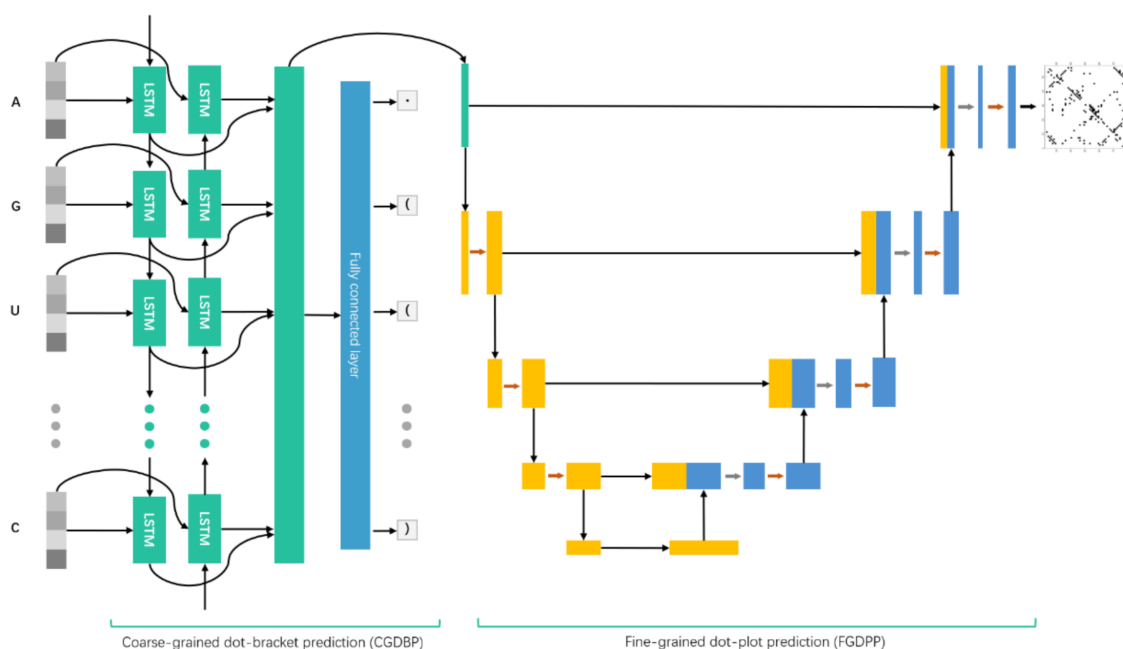 A
LSTM
LSTM
.
G
LSTM
LSTM
(
U
LSTM
LSTM
(
Fully connected layer
C
LSTM
LSTM
)
Coarse-grained dot-bracket prediction (CGDBP)
Fine-grained dot-plot prediction (FGDPP)